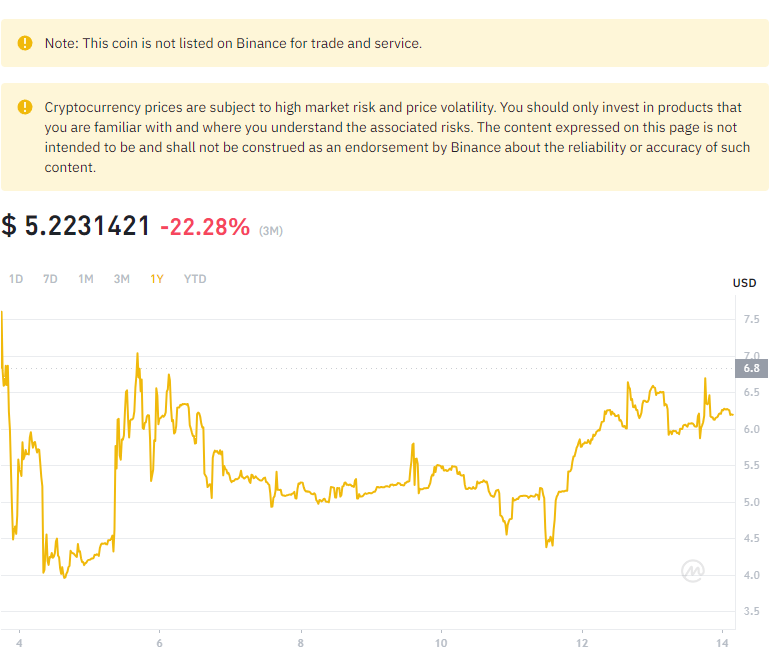 Note: This coin is not listed on Binance for trade and service.
Cryptocurrency prices are subject to high market risk and price volatility. You should only invest in products that
you are familiar with and where you understand the associated risks. The content expressed on this page is not
intended to be and shall not be construed as an endorsement by Binance about the reliability or accuracy of such
content.
$ 5.2231421 -22.28% (3M)
1D 7D 1M 3M 1Y YTD
USD
7.5
7.0
6.8
6.5
6.0
5.5
5.0
4.5
4.0
3.5
4 6 8 10 12 14